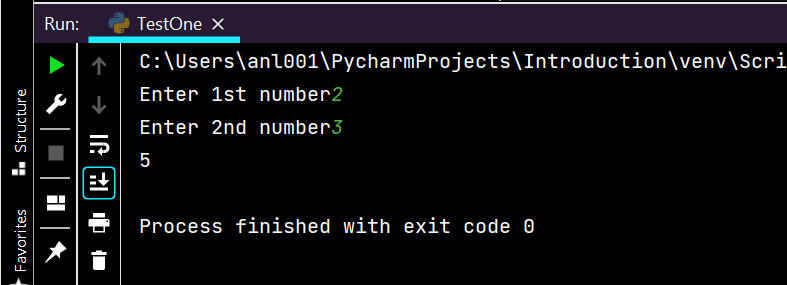 Run: TestOne
C:\Users\anl001\PycharmProjects\Introduction\venv\Scri
Enter 1st number2
Enter 2nd number3
5
Process finished with exit code 0
Structure
Favorites